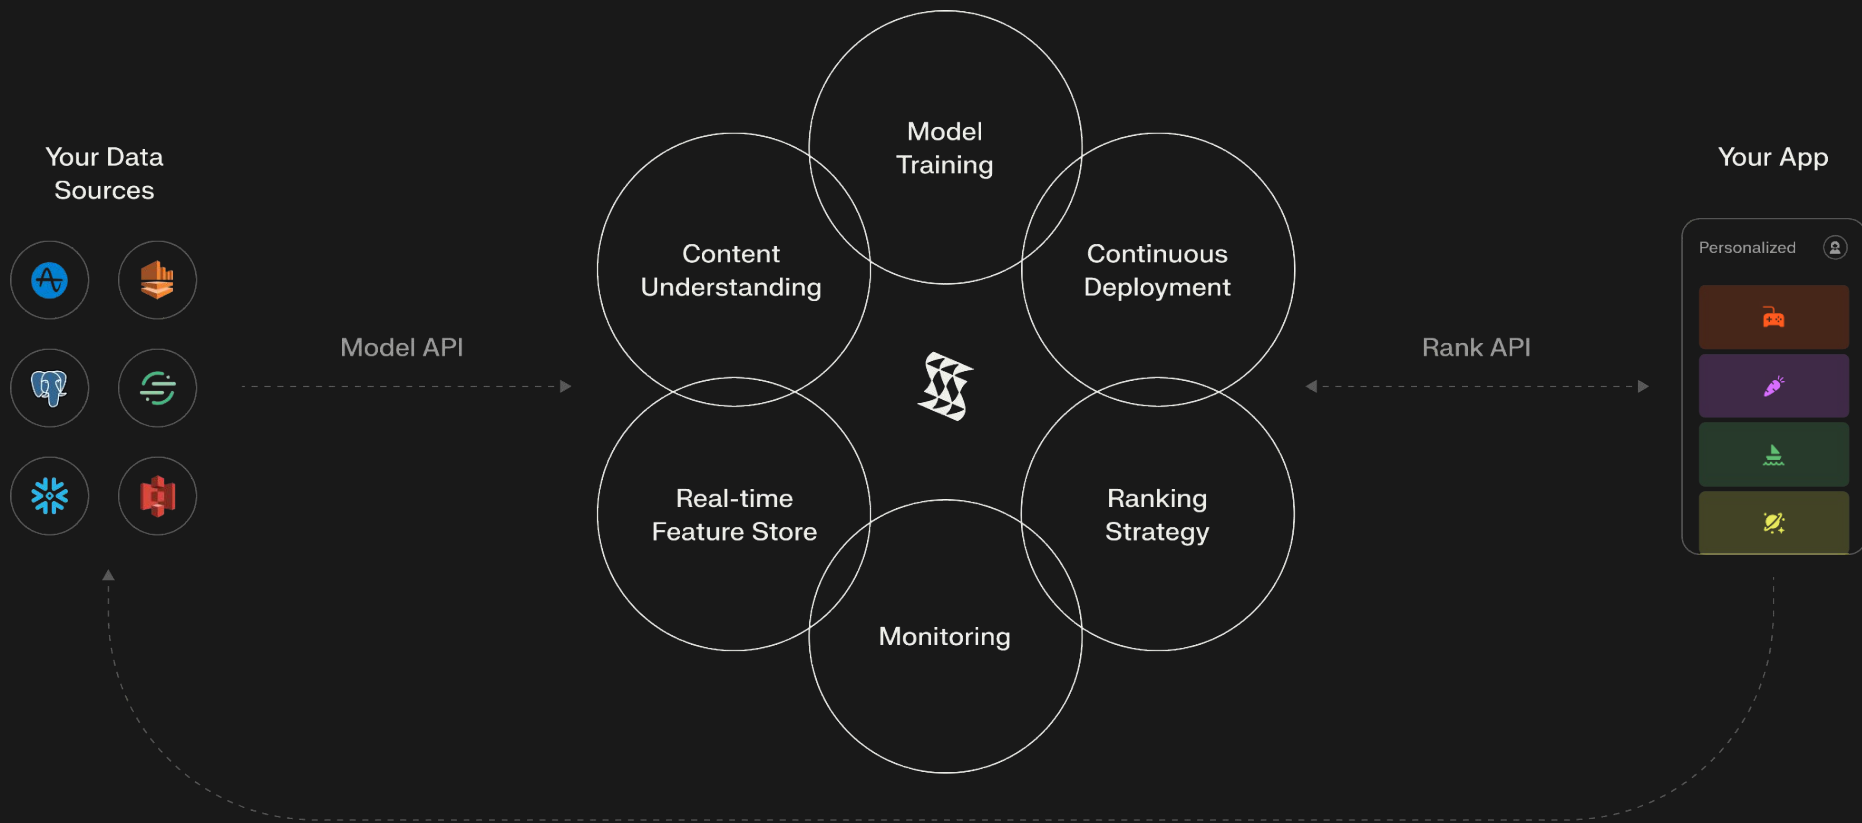 Your Data
Sources
Model API
Model
Training
Content
Understanding
Continuous
Deployment
Real-time
Feature Store
Ranking
Strategy
Monitoring
Rank API
Your App
Personalized